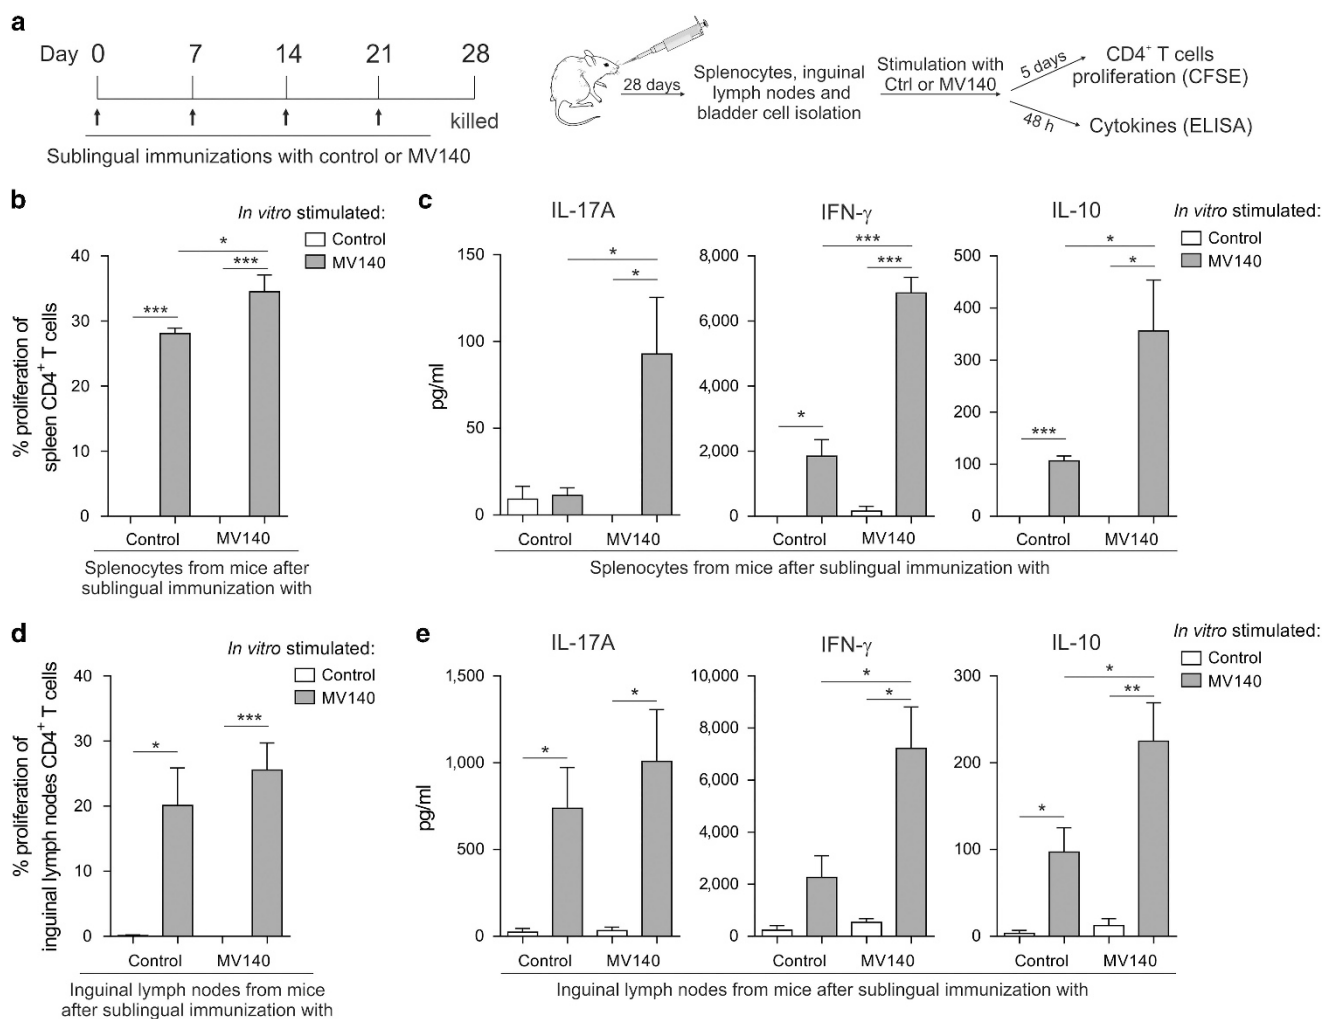 a
Day 0 7 14 21 28
killed
Sublingual immunizations with control or MV140
28 days
Splenocytes, inguinal
lymph nodes and
bladder cell isolation
Stimulation with
Ctrl or MV140
5 days
CD4⁺ T cells
proliferation (CFSE)
48 h
Cytokines (ELISA)
b
In vitro stimulated:
Control
MV140
% proliferation of
spleen CD4⁺ T cells
40
30
20
10
0
*
***
***
Control MV140
Splenocytes from mice after
sublingual immunization with
c
IL-17A
pg/ml
150
100
50
0
*
*
Control MV140
IFN-γ
8,000
6,000
4,000
2,000
0
***
***
*
Control MV140
IL-10
500
400
300
200
100
0
*
*
***
Control MV140
In vitro stimulated:
Control
MV140
Splenocytes from mice after sublingual immunization with
d
In vitro stimulated:
Control
MV140
% proliferation of
inguinal lymph nodes CD4⁺ T cells
40
30
20
10
0
*
***
Control MV140
Inguinal lymph nodes from mice
after sublingual immunization with
e
IL-17A
pg/ml
1,500
1,000
500
0
*
*
Control MV140
IFN-γ
10,000
8,000
6,000
4,000
2,000
0
*
*
Control MV140
IL-10
300
200
100
0
*
**
*
Control MV140
In vitro stimulated:
Control
MV140
Inguinal lymph nodes from mice after sublingual immunization with